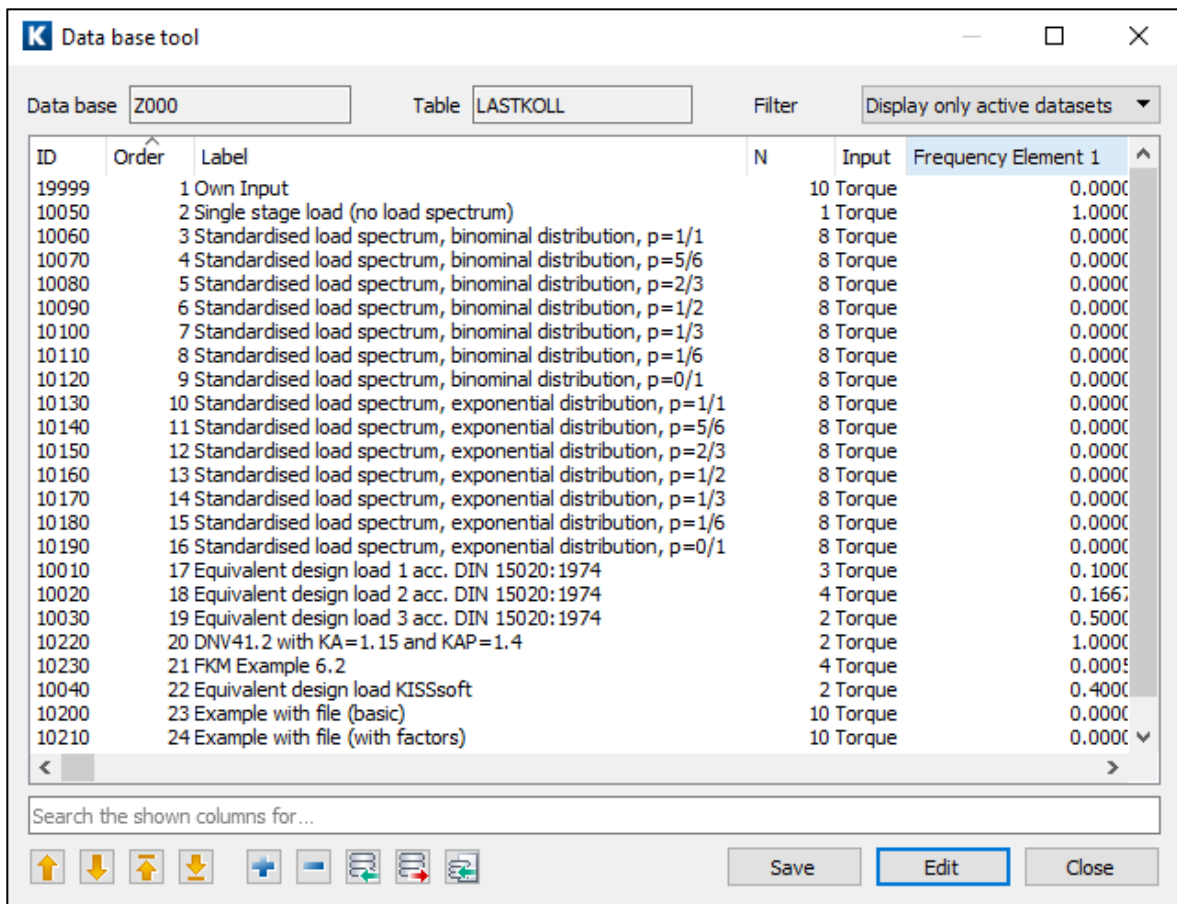 K Data base tool
Data base Z000 Table LASTKOLL Filter Display only active datasets
ID Order Label N Input Frequency Element 1
19999 1 Own Input 10 Torque 0.0000
10050 2 Single stage load (no load spectrum) 1 Torque 1.0000
10060 3 Standardised load spectrum, binominal distribution, p=1/1 8 Torque 0.0000
10070 4 Standardised load spectrum, binominal distribution, p=5/6 8 Torque 0.0000
10080 5 Standardised load spectrum, binominal distribution, p=2/3 8 Torque 0.0000
10090 6 Standardised load spectrum, binominal distribution, p=1/2 8 Torque 0.0000
10100 7 Standardised load spectrum, binominal distribution, p=1/3 8 Torque 0.0000
10110 8 Standardised load spectrum, binominal distribution, p=1/6 8 Torque 0.0000
10120 9 Standardised load spectrum, binominal distribution, p=0/1 8 Torque 0.0000
10130 10 Standardised load spectrum, exponential distribution, p=1/1 8 Torque 0.0000
10140 11 Standardised load spectrum, exponential distribution, p=5/6 8 Torque 0.0000
10150 12 Standardised load spectrum, exponential distribution, p=2/3 8 Torque 0.0000
10160 13 Standardised load spectrum, exponential distribution, p=1/2 8 Torque 0.0000
10170 14 Standardised load spectrum, exponential distribution, p=1/3 8 Torque 0.0000
10180 15 Standardised load spectrum, exponential distribution, p=1/6 8 Torque 0.0000
10190 16 Standardised load spectrum, exponential distribution, p=0/1 8 Torque 0.0000
10010 17 Equivalent design load 1 acc. DIN 15020:1974 3 Torque 0.1000
10020 18 Equivalent design load 2 acc. DIN 15020:1974 4 Torque 0.1667
10030 19 Equivalent design load 3 acc. DIN 15020:1974 2 Torque 0.5000
10220 20 DNV41.2 with KA=1.15 and KAP=1.4 2 Torque 1.0000
10230 21 FKM Example 6.2 4 Torque 0.0005
10040 22 Equivalent design load KISSsoft 2 Torque 0.4000
10200 23 Example with file (basic) 10 Torque 0.0000
10210 24 Example with file (with factors) 10 Torque 0.0000
Search the shown columns for...
Save Edit Close